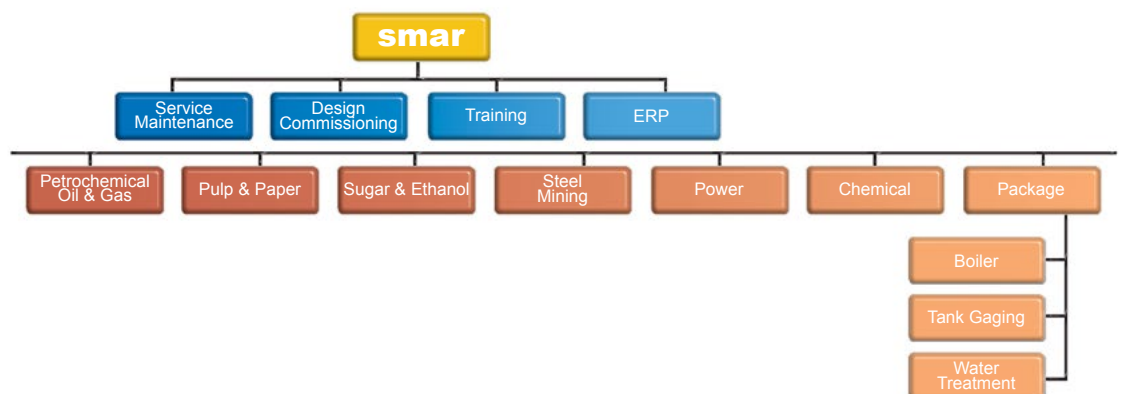 smar
Service
Maintenance
Design
Commissioning
Training
ERP
Petrochemical
Oil & Gas
Pulp & Paper
Sugar & Ethanol
Steel
Mining
Power
Chemical
Package
Boiler
Tank Gaging
Water
Treatment